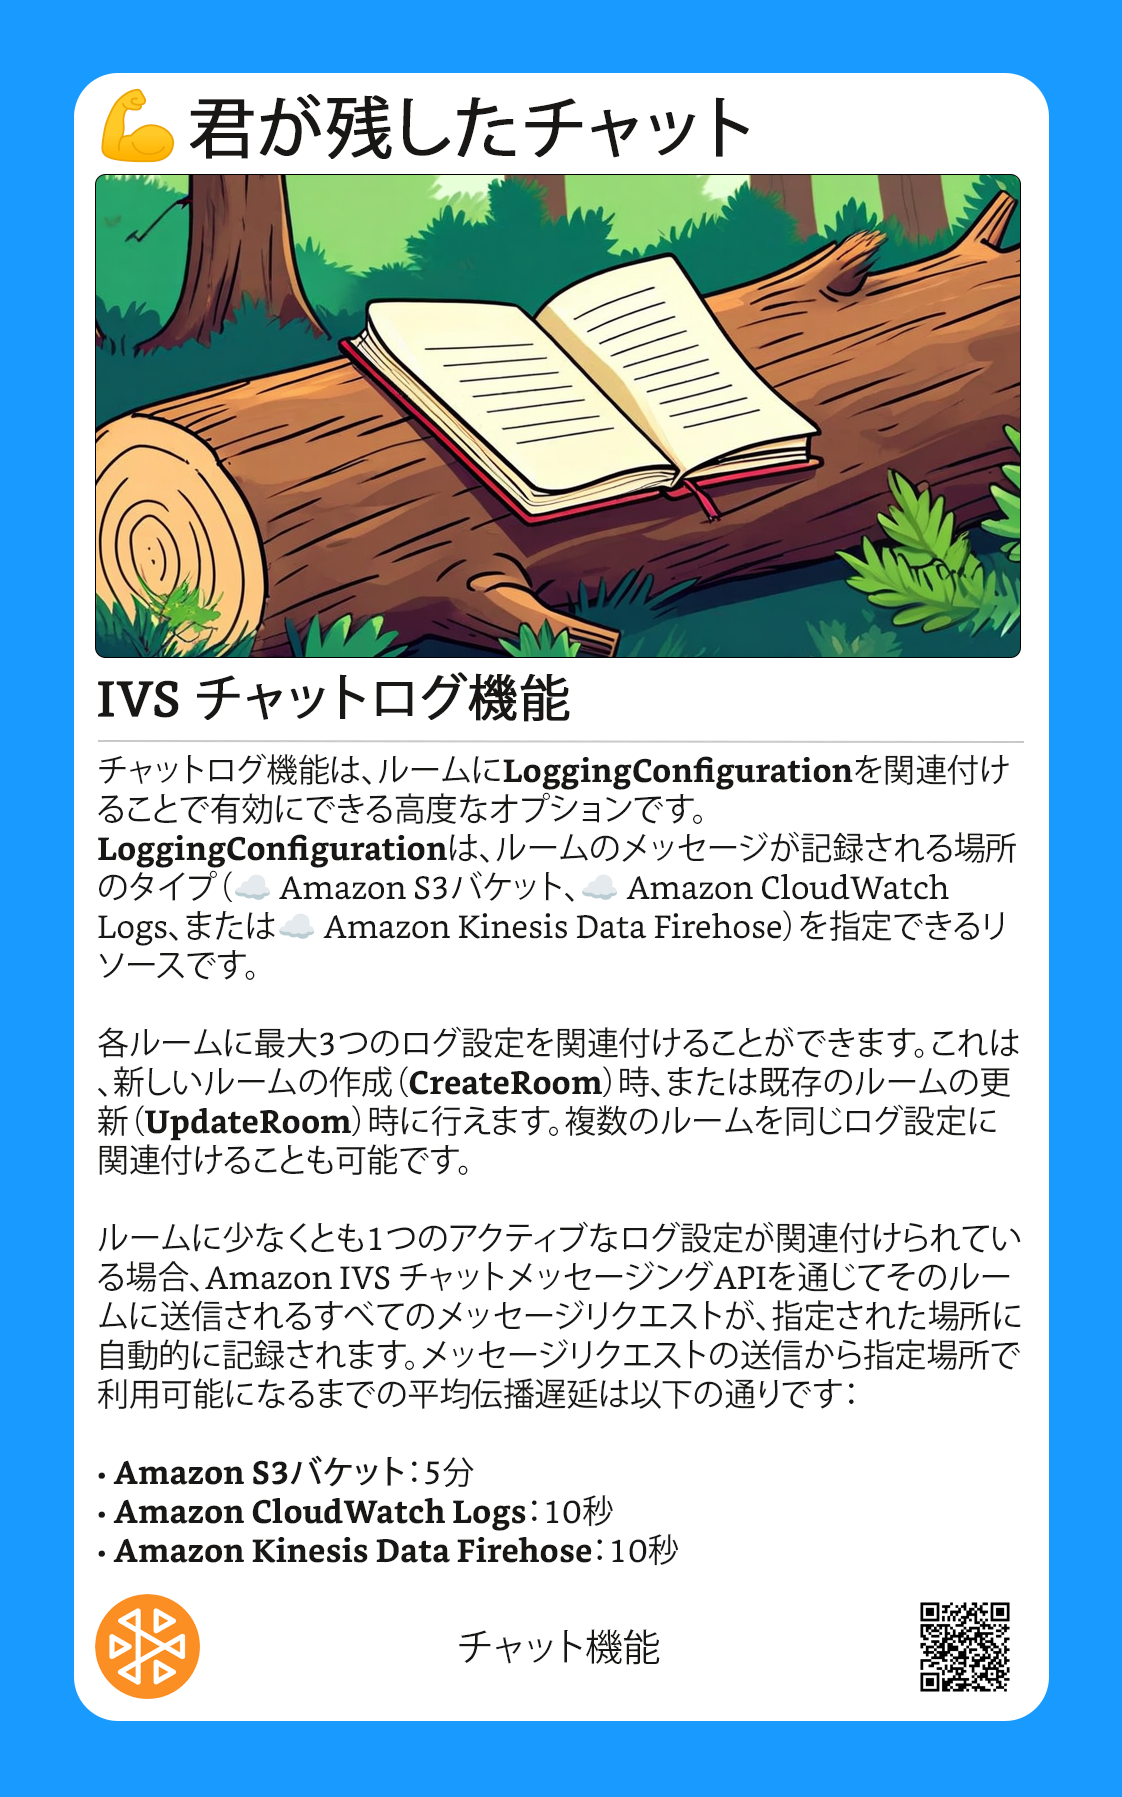 💪君が残したチャット
IVS チャットログ機能
チャットログ機能は、ルームにLoggingConfigurationを関連付け
ることで有効にできる高度なオプションです。
LoggingConfigurationは、ルームのメッセージが記録される場所
のタイプ（☁️ Amazon S3バケット、☁️ Amazon CloudWatch
Logs、または☁️ Amazon Kinesis Data Firehose）を指定できるリ
ソースです。
各ルームに最大3つのログ設定を関連付けることができます。これは
、新しいルームの作成（CreateRoom）時、または既存のルームの更
新（UpdateRoom）時に行えます。複数のルームを同じログ設定に
関連付けることも可能です。
ルームに少なくとも1つのアクティブなログ設定が関連付けられてい
る場合、Amazon IVS チャットメッセージングAPIを通じてそのルー
ムに送信されるすべてのメッセージリクエストが、指定された場所に
自動的に記録されます。メッセージリクエストの送信から指定場所で
利用可能になるまでの平均伝播遅延は以下の通りです：
• Amazon S3バケット：5分
• Amazon CloudWatch Logs：10秒
• Amazon Kinesis Data Firehose：10秒
チャット機能